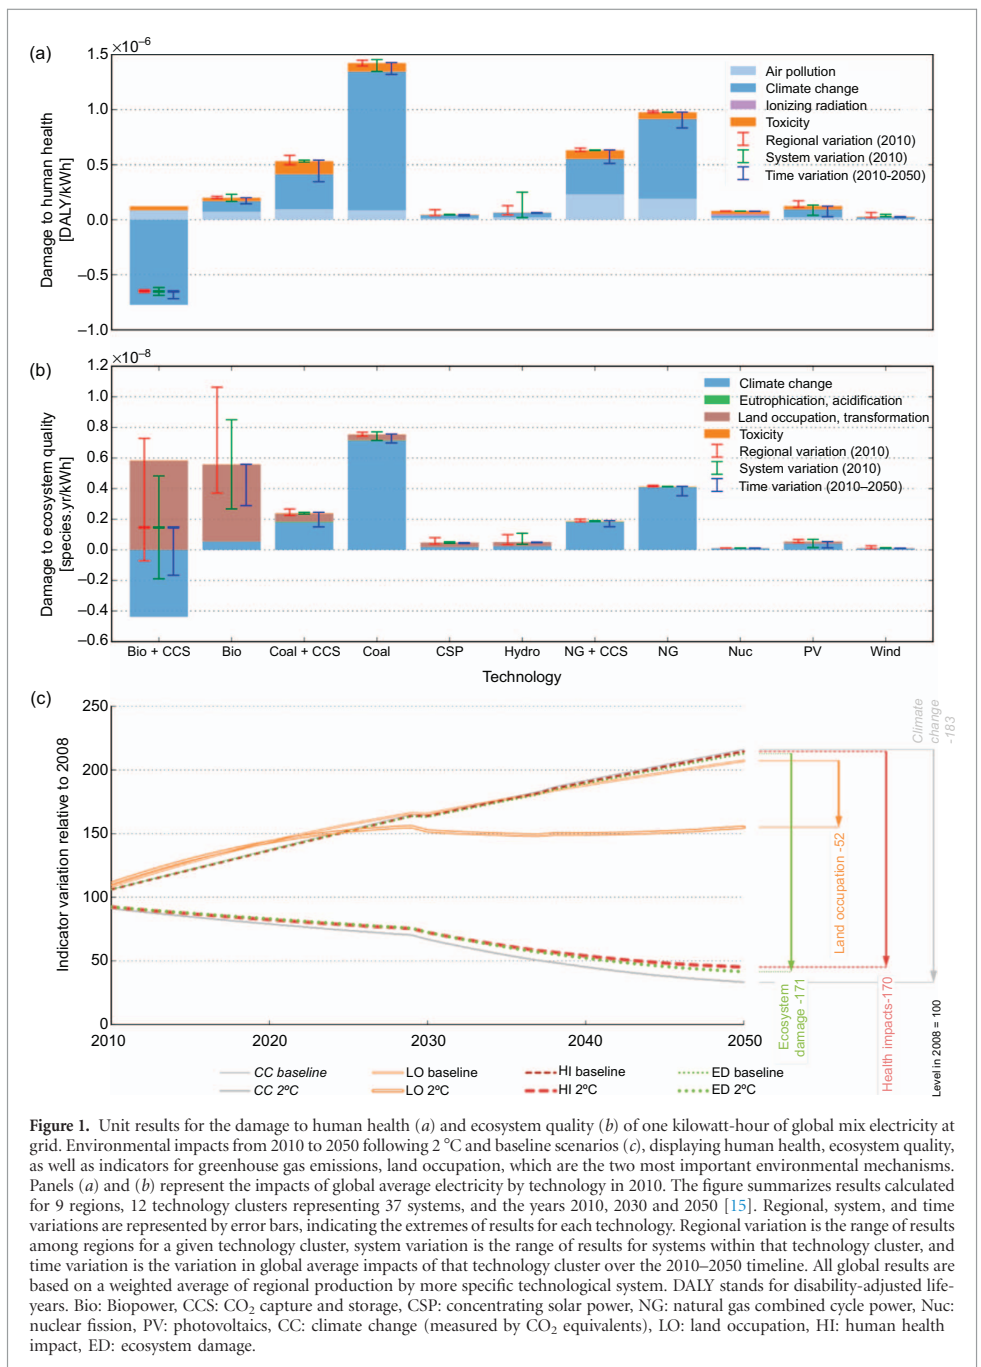 (a)
×10–6
1.5
1.0
0.5
0.0
–0.5
–1.0
Damage to human health
[DALY/kWh]
Air pollution
Climate change
Ionizing radiation
Toxicity
Regional variation (2010)
System variation (2010)
Time variation (2010-2050)
(b)
×10–8
1.2
1.0
0.8
0.6
0.4
0.2
0.0
–0.2
–0.4
–0.6
Damage to ecosystem quality
[species.yr/kWh]
Climate change
Eutrophication, acidification
Land occupation, transformation
Toxicity
Regional variation (2010)
System variation (2010)
Time variation (2010–2050)
Bio + CCS Bio Coal + CCS Coal CSP Hydro NG + CCS NG Nuc PV Wind
Technology
(c)
250
200
150
100
50
0
Indicator variation relative to 2008
2010 2020 2030 2040 2050
Climate
change
-183
Land occupation -52
Ecosystem
damage -171
Health impacts-170
Level in 2008 = 100
CC baseline LO baseline HI baseline ED baseline
CC 2ºC LO 2ºC HI 2ºC ED 2ºC
Figure 1. Unit results for the damage to human health (a) and ecosystem quality (b) of one kilowatt-hour of global mix electricity at
grid. Environmental impacts from 2010 to 2050 following 2 °C and baseline scenarios (c), displaying human health, ecosystem quality,
as well as indicators for greenhouse gas emissions, land occupation, which are the two most important environmental mechanisms.
Panels (a) and (b) represent the impacts of global average electricity by technology in 2010. The figure summarizes results calculated
for 9 regions, 12 technology clusters representing 37 systems, and the years 2010, 2030 and 2050 [15]. Regional, system, and time
variations are represented by error bars, indicating the extremes of results for each technology. Regional variation is the range of results
among regions for a given technology cluster, system variation is the range of results for systems within that technology cluster, and
time variation is the variation in global average impacts of that technology cluster over the 2010–2050 timeline. All global results are
based on a weighted average of regional production by more specific technological system. DALY stands for disability-adjusted life-
years. Bio: Biopower, CCS: CO2 capture and storage, CSP: concentrating solar power, NG: natural gas combined cycle power, Nuc:
nuclear fission, PV: photovoltaics, CC: climate change (measured by CO2 equivalents), LO: land occupation, HI: human health
impact, ED: ecosystem damage.